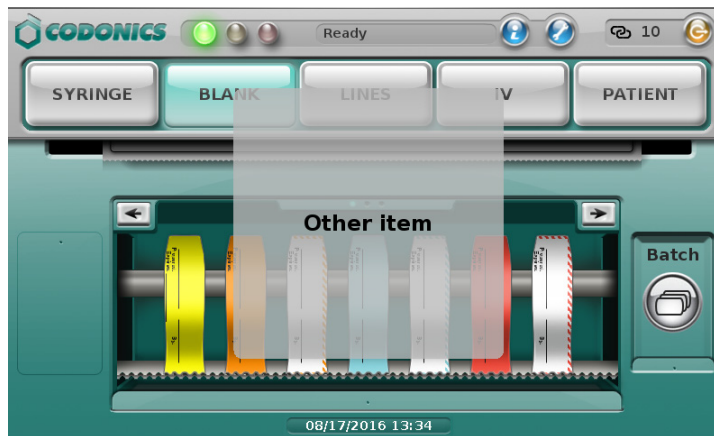 CODONICS
Ready
10
SYRINGE
BLANK
LINES
IV
PATIENT
Other item
Batch
08/17/2016 13:34